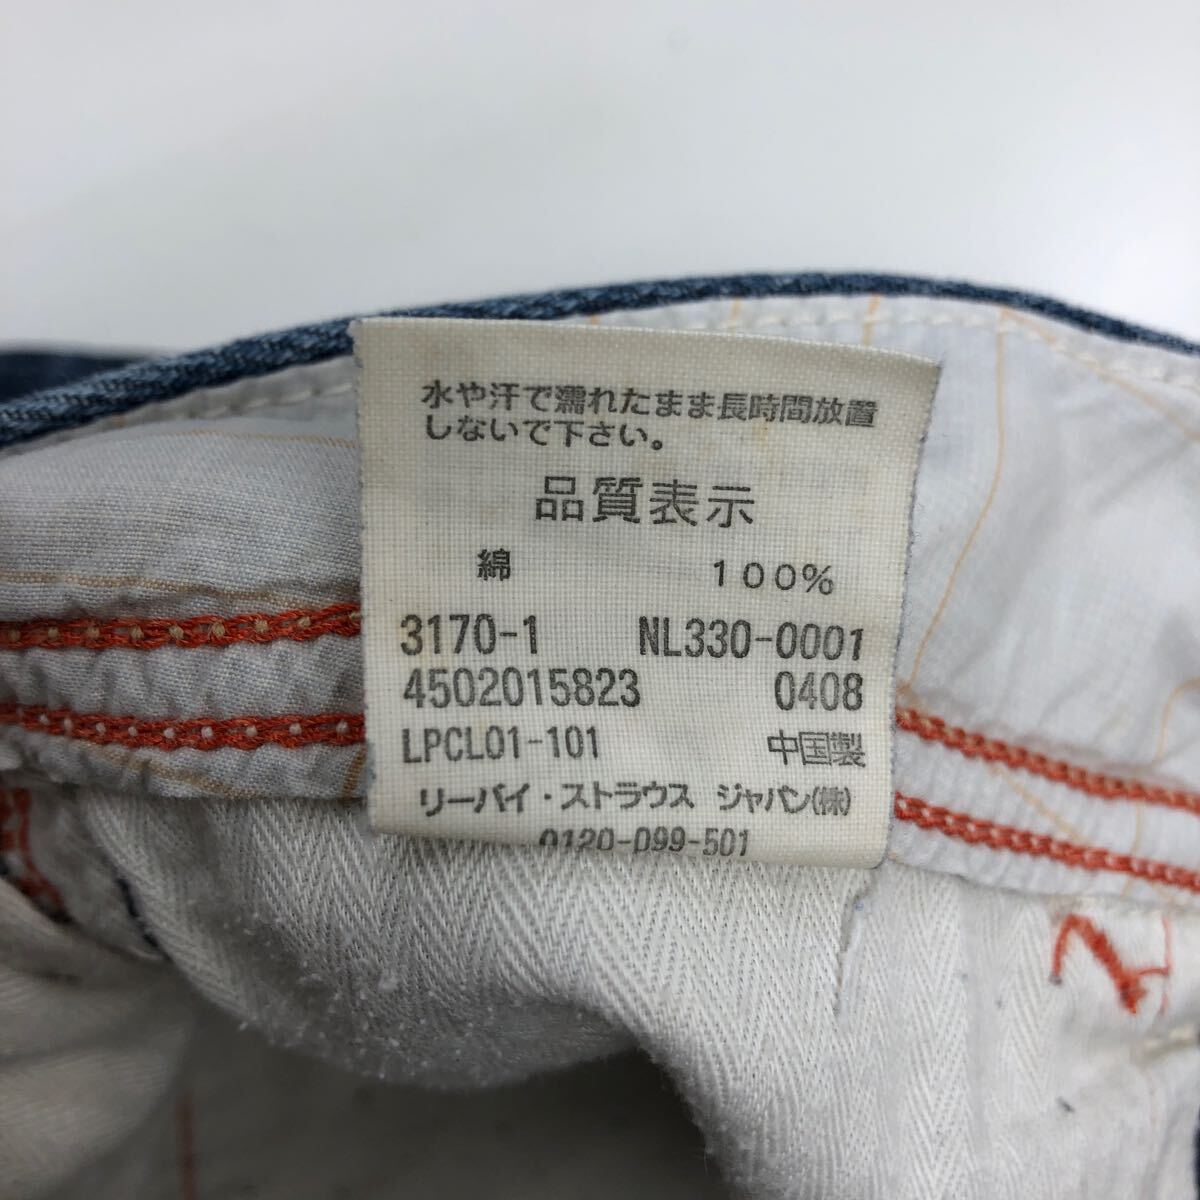 水や汗で濡れたまま長時間放置
しないで下さい。
品質表示
綿 100%
3170-1 NL330-0001
4502015823 0408
LPCL01-101 中国製
リーバイ・ストラウス ジャパン(株)
0120-099-501